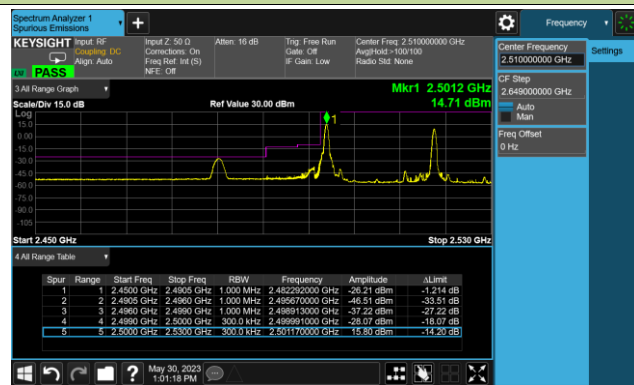 Spectrum Analyzer 1
Spurious Emissions
Frequency
KEYSIGHT Input: RF Input Z: 50 Ω Atten: 16 dB Trig: Free Run Center Freq: 2.510000000 GHz
Coupling: DC Corrections: On Gate: Off Avg|Hold:>100/100
Align: Auto Freq Ref: Int (S) IF Gain: Low Radio Std: None
NFE: Off
PASS
Center Frequency
2.510000000 GHz
Settings
CF Step
2.649000000 GHz
Auto
Man
Freq Offset
0 Hz
3 All Range Graph
Mkr1 2.5012 GHz
Scale/Div 15.0 dB Ref Value 30.00 dBm 14.71 dBm
Log
15.0
0.00
-15.0
-30.0
-45.0
-60.0
-75.0
-90.0
-105
1
Start 2.450 GHz Stop 2.530 GHz
4 All Range Table
Spur Range Start Freq Stop Freq RBW Frequency Amplitude ΔLimit
1 1 2.4500 GHz 2.4905 GHz 1.000 MHz 2.482292000 GHz -26.21 dBm -1.214 dB
2 2 2.4905 GHz 2.4960 GHz 1.000 MHz 2.495670000 GHz -46.51 dBm -33.51 dB
3 3 2.4960 GHz 2.4990 GHz 1.000 MHz 2.498913000 GHz -37.22 dBm -27.22 dB
4 4 2.4990 GHz 2.5000 GHz 300.0 kHz 2.499991000 GHz -28.07 dBm -18.07 dB
5 5 2.5000 GHz 2.5300 GHz 300.0 kHz 2.501170000 GHz 15.80 dBm -14.20 dB
?
May 30, 2023
1:01:18 PM